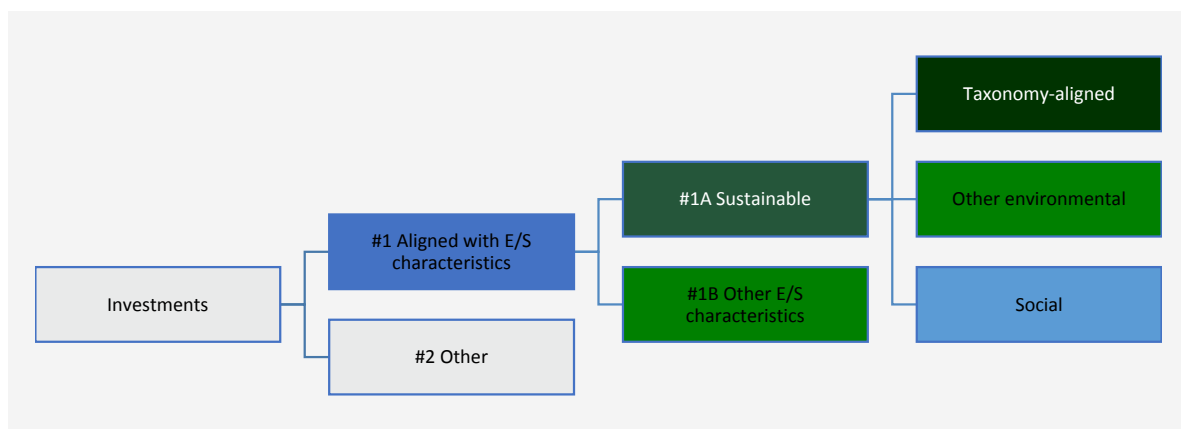 Investments
#1 Aligned with E/S
characteristics
#2 Other
#1A Sustainable
#1B Other E/S
characteristics
Taxonomy-aligned
Other environmental
Social